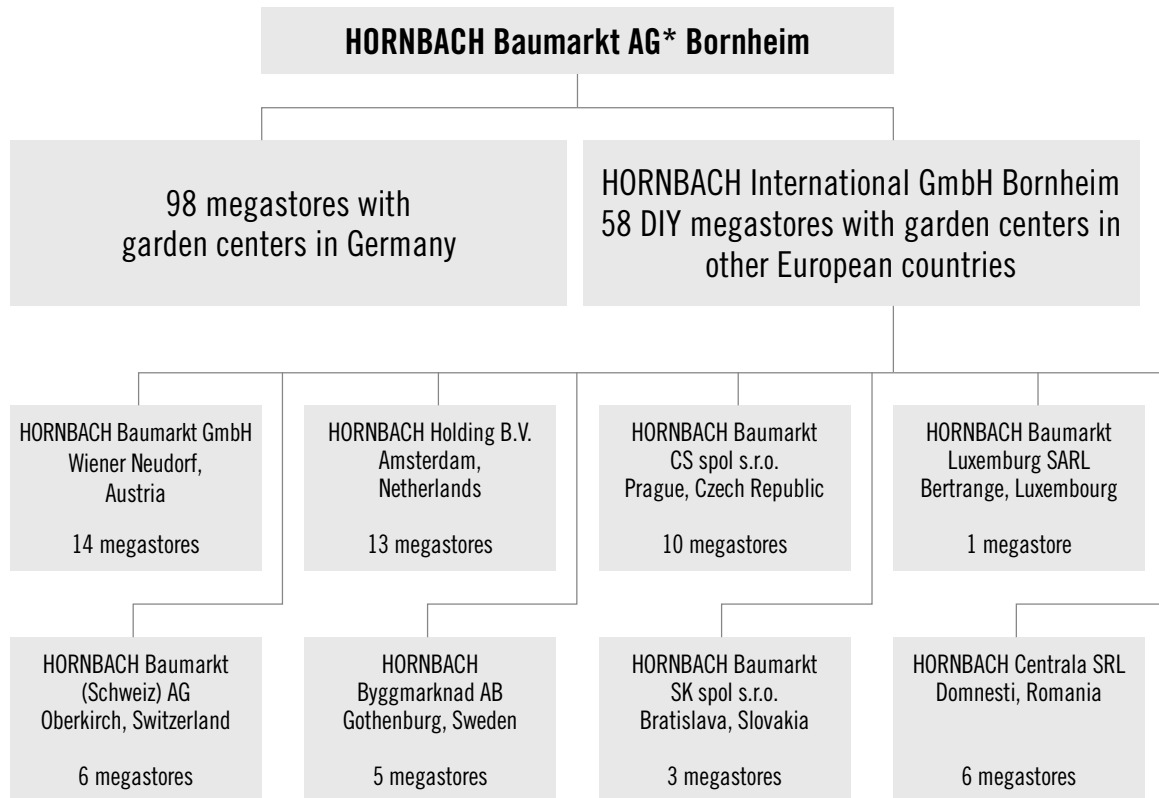 HORNBACH Baumarkt AG* Bornheim
98 megastores with
garden centers in Germany
HORNBACH International GmbH Bornheim
58 DIY megastores with garden centers in
other European countries
HORNBACH Baumarkt GmbH
Wiener Neudorf,
Austria
14 megastores
HORNBACH Holding B.V.
Amsterdam,
Netherlands
13 megastores
HORNBACH Baumarkt
CS spol s.r.o.
Prague, Czech Republic
10 megastores
HORNBACH Baumarkt
Luxemburg SARL
Bertrange, Luxembourg
1 megastore
HORNBACH Baumarkt
(Schweiz) AG
Oberkirch, Switzerland
6 megastores
HORNBACH
Byggmarknad AB
Gothenburg, Sweden
5 megastores
HORNBACH Baumarkt
SK spol s.r.o.
Bratislava, Slovakia
3 megastores
HORNBACH Centrala SRL
Domnesti, Romania
6 megastores